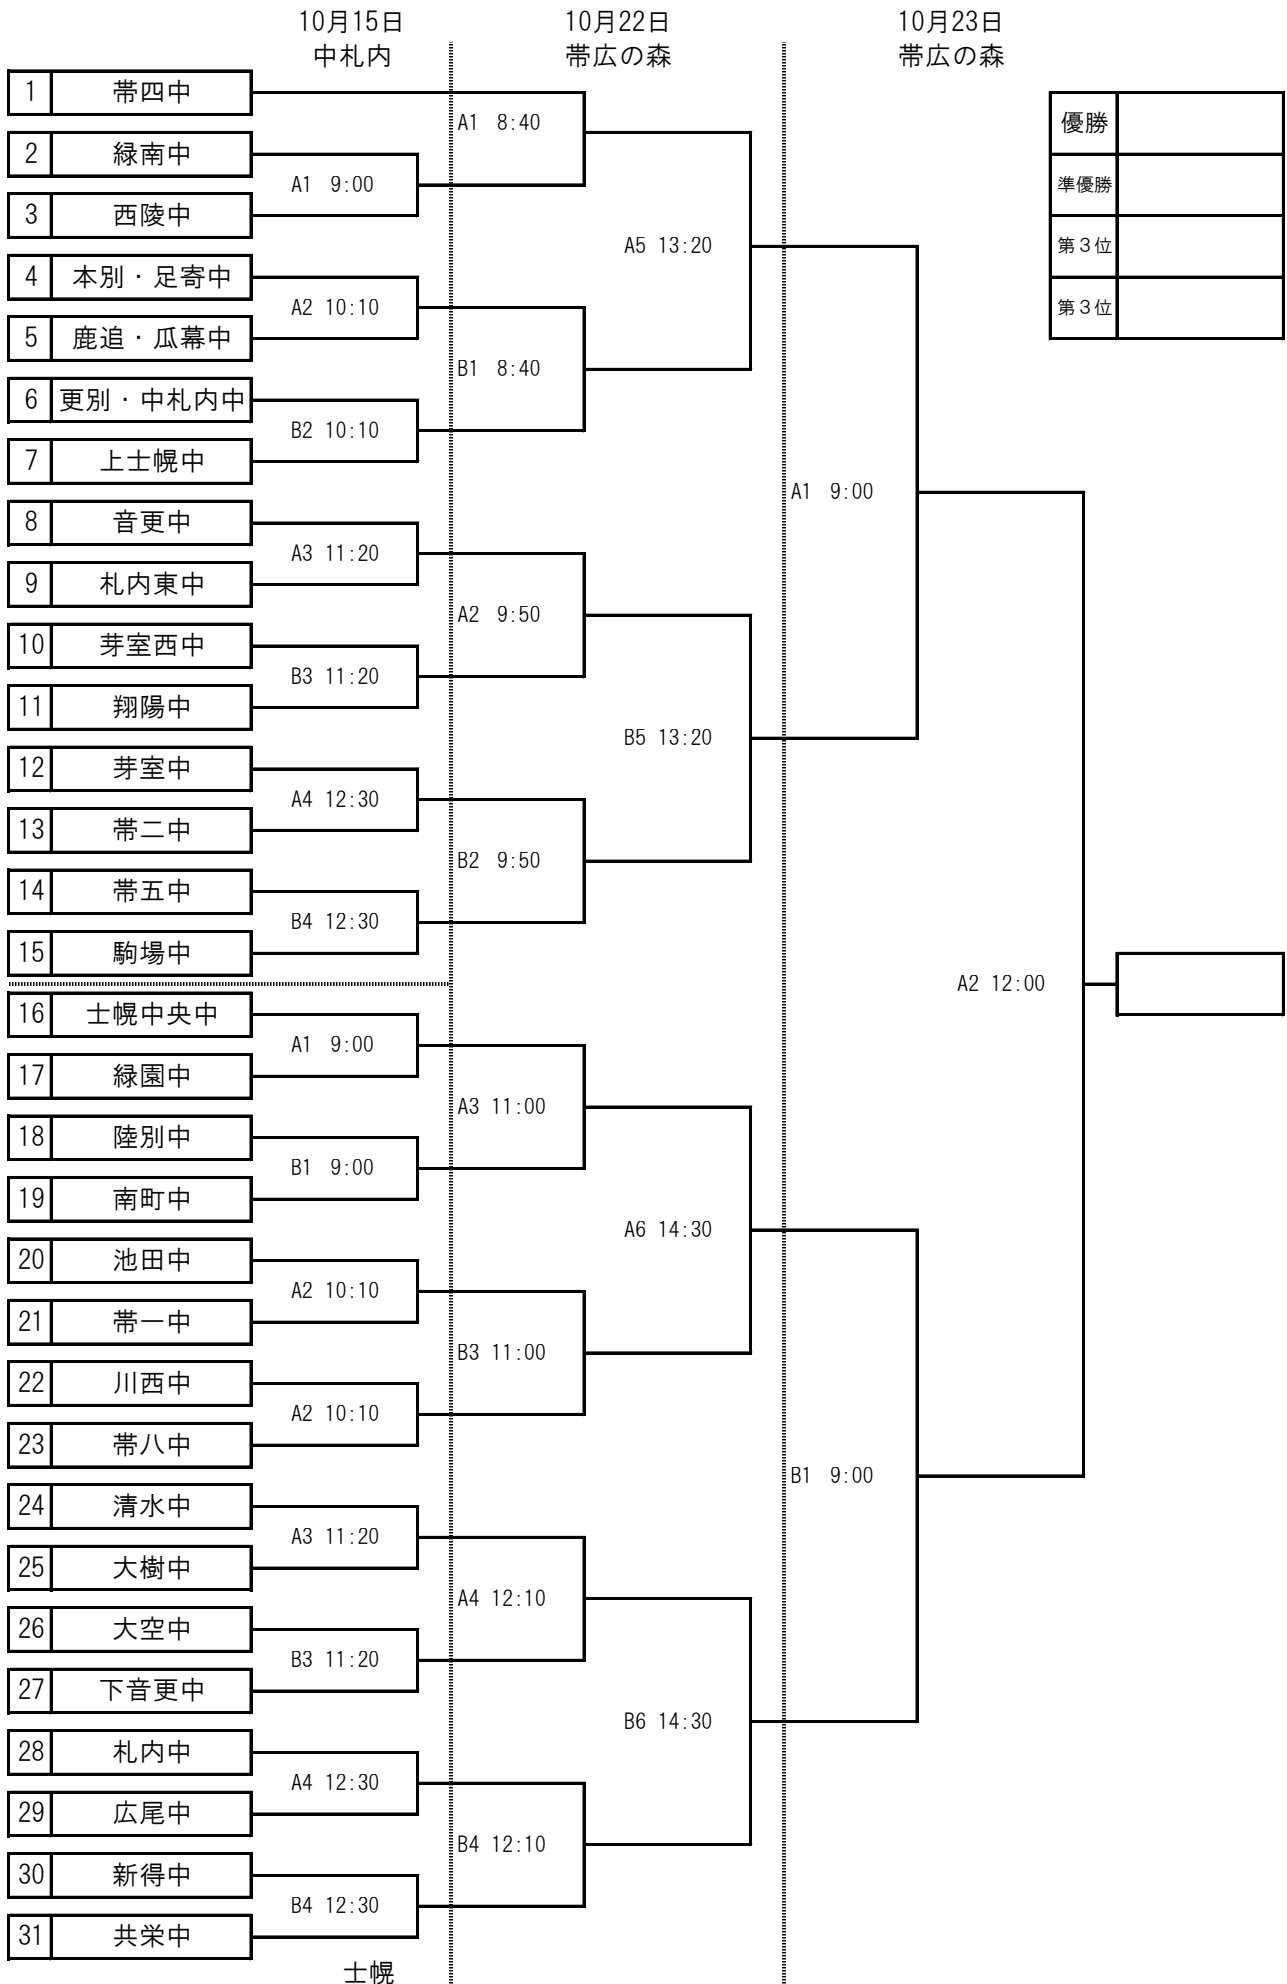 10月15日 10月22日 10月23日
中札内 帯広の森 帯広の森
1 帯四中
A1 8:40
優勝
2 緑南中
A1 9:00
準優勝
3 西陵中
A5 13:20
第３位
4 本別・足寄中
A2 10:10
第３位
5 鹿追・瓜幕中
B1 8:40
6 更別・中札内中
B2 10:10
7 上士幌中
A1 9:00
8 音更中
A3 11:20
9 札内東中
A2 9:50
10 芽室西中
B3 11:20
11 翔陽中
B5 13:20
12 芽室中
A4 12:30
13 帯二中
B2 9:50
14 帯五中
B4 12:30
15 駒場中
A2 12:00
16 士幌中央中
A1 9:00
17 緑園中
A3 11:00
18 陸別中
B1 9:00
19 南町中
A6 14:30
20 池田中
A2 10:10
21 帯一中
B3 11:00
22 川西中
A2 10:10
23 帯八中
B1 9:00
24 清水中
A3 11:20
25 大樹中
A4 12:10
26 大空中
B3 11:20
27 下音更中
B6 14:30
28 札内中
A4 12:30
29 広尾中
B4 12:10
30 新得中
B4 12:30
31 共栄中
士幌